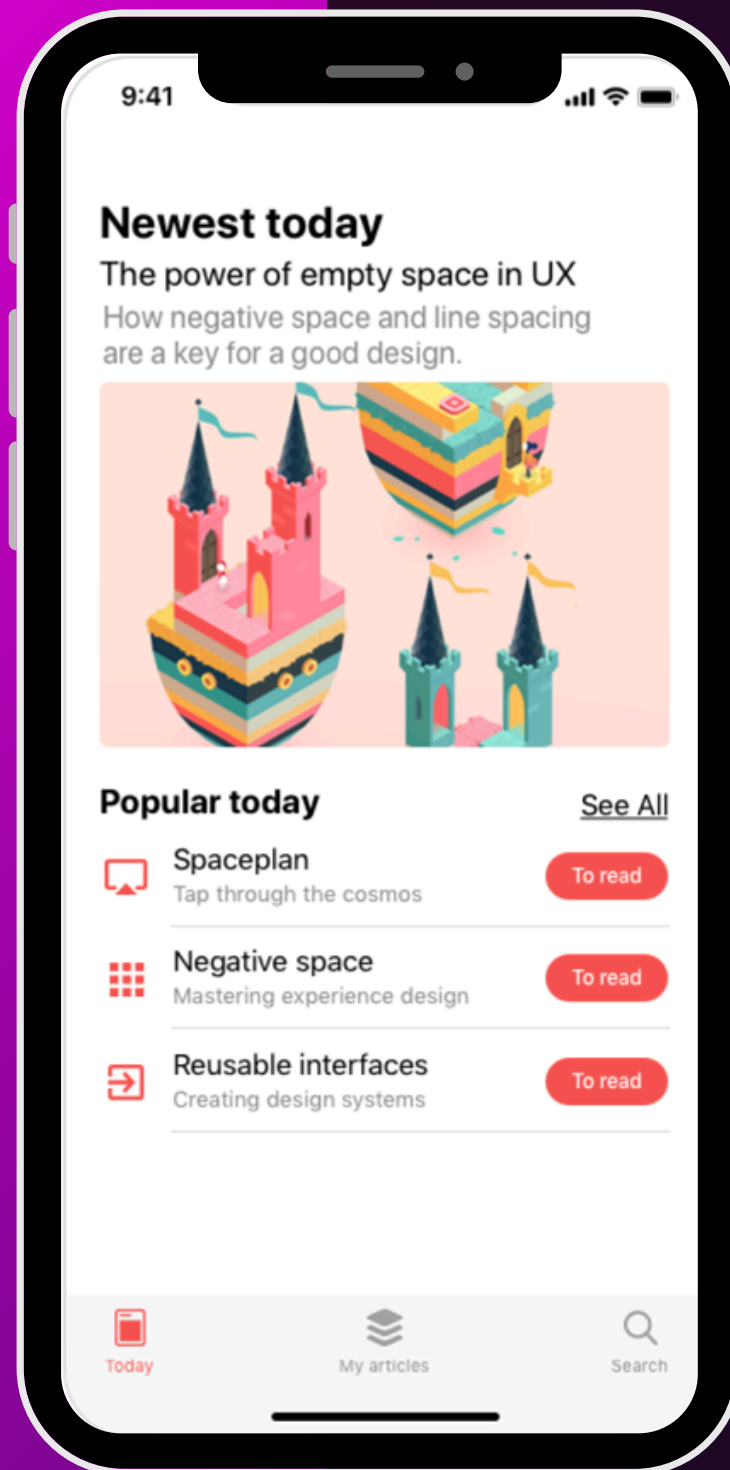 9:41
Newest today
The power of empty space in UX
How negative space and line spacing
are a key for a good design.
Popular today
See All
Spaceplan
Tap through the cosmos
To read
Negative space
Mastering experience design
To read
Reusable interfaces
Creating design systems
To read
Today
My articles
Search